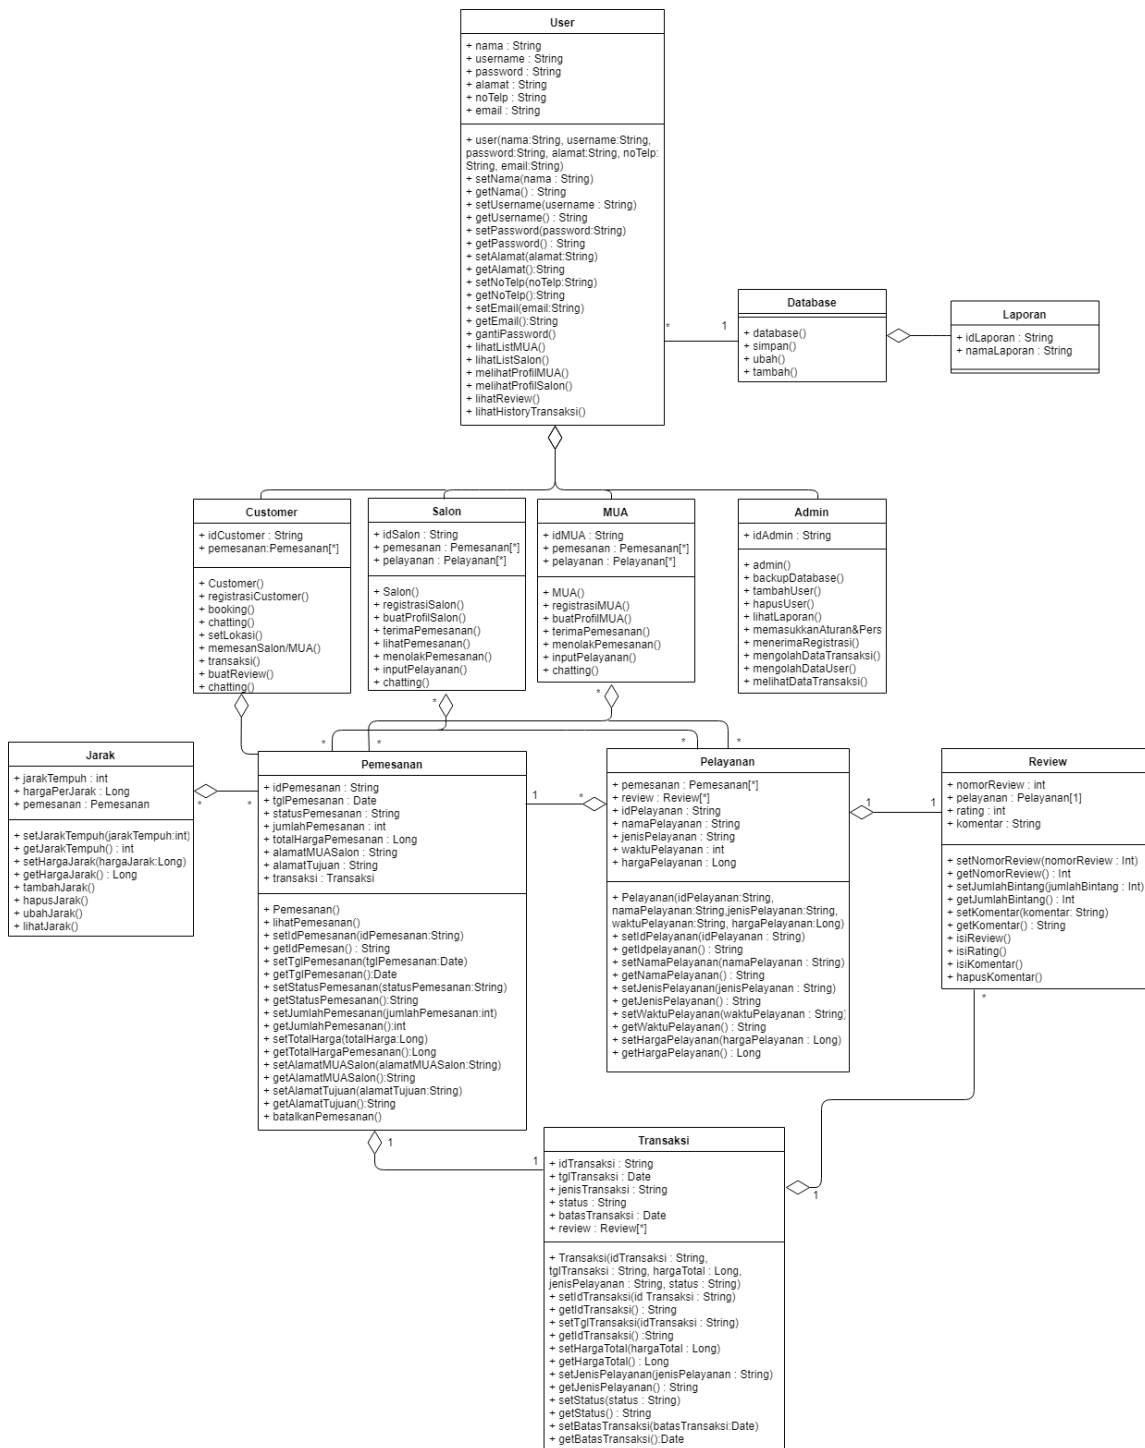 User
+ nama : String
+ username : String
+ password : String
+ alamat : String
+ noTelp : String
+ email : String
+ user(nama:String, username:String,
password:String, alamat:String, noTelp:
String, email:String)
+ setNama(nama : String)
+ getNama() : String
+ setUsername(username : String)
+ getUsername() : String
+ setPassword(password:String)
+ getPassword() : String
+ setAlamat(alamat:String)
+ getAlamat():String
+ setNoTelp(noTelp:String)
+ getNoTelp():String
+ setEmail(email:String)
+ getEmail():String
+ gantiPassword()
+ lihatListMUA()
+ lihatListSalon()
+ melihatProfilMUA()
+ melihatProfilSalon()
+ lihatReview()
+ lihatHistoryTransaksi()
*
1
Database
+ database()
+ simpan()
+ ubah()
+ tambah()
Laporan
+ idLaporan : String
+ namaLaporan : String
Customer
+ idCustomer : String
+ pemesanan:Pemesanan[*]
+ Customer()
+ registrasiCustomer()
+ booking()
+ chatting()
+ setLokasi()
+ memesanSalon/MUA()
+ transaksi()
+ buatReview()
+ chatting()
Salon
+ idSalon : String
+ pemesanan : Pemesanan[*]
+ pelayanan : Pelayanan[*]
+ Salon()
+ registrasiSalon()
+ buatProfilSalon()
+ terimaPemesanan()
+ lihatPemesanan()
+ menolakPemesanan()
+ inputPelayanan()
+ chatting()
MUA
+ idMUA : String
+ pemesanan : Pemesanan[*]
+ pelayanan : Pelayanan[*]
+ MUA()
+ registrasiMUA()
+ buatProfilMUA()
+ terimaPemesanan()
+ menolakPemesanan()
+ inputPelayanan()
+ chatting()
Admin
+ idAdmin : String
+ admin()
+ backupDatabase()
+ tambahUser()
+ hapusUser()
+ lihatLaporan()
+ memasukkanAturan&Pers
+ menerimaRegistrasi()
+ mengolahDataTransaksi()
+ mengolahDataUser()
+ melihatDataTransaksi()
*
*
*
*
*
*
Jarak
+ jarakTempuh : int
+ hargaPerJarak : Long
+ pemesanan : Pemesanan
+ setJarakTempuh(jarakTempuh:int)
+ getJarakTempuh() : int
+ setHargaJarak(hargaJarak:Long)
+ getHargaJarak() : Long
+ tambahJarak()
+ hapusJarak()
+ ubahJarak()
+ lihatJarak()
*
*
Pemesanan
+ idPemesanan : String
+ tglPemesanan : Date
+ statusPemesanan : String
+ jumlahPemesanan : int
+ totalHargaPemesanan : Long
+ alamatMUASalon : String
+ alamatTujuan : String
+ transaksi : Transaksi
+ Pemesanan()
+ lihatPemesanan()
+ setIdPemesanan(idPemesanan:String)
+ getIdPemesan() : String
+ setTglPemesanan(tglPemesanan:Date)
+ getTglPemesanan():Date
+ setStatusPemesanan(statusPemesanan:String)
+ getStatusPemesanan():String
+ setJumlahPemesanan(jumlahPemesanan:int)
+ getJumlahPemesanan():int
+ setTotalHarga(totalHarga:Long)
+ getTotalHargaPemesanan():Long
+ setAlamatMUASalon(alamatMUASalon:String)
+ getAlamatMUASalon():String
+ setAlamatTujuan(alamatTujuan:String)
+ getAlamatTujuan():String
+ batalkanPemesanan()
1
*
Pelayanan
+ pemesanan : Pemesanan[*]
+ review : Review[*]
+ idPelayanan : String
+ namaPelayanan : String
+ jenisPelayanan : String
+ waktuPelayanan : int
+ hargaPelayanan : Long
+ Pelayanan(idPelayanan:String,
namaPelayanan:String,jenisPelayanan:String,
waktuPelayanan:String, hargaPelayanan:Long)
+ setIdPelayanan(idPelayanan : String)
+ getIdpelayanan() : String
+ setNamaPelayanan(namaPelayanan : String)
+ getNamaPelayanan() : String
+ setJenisPelayanan(jenisPelayanan : String)
+ getJenisPelayanan() : String
+ setWaktuPelayanan(waktuPelayanan : String)
+ getWaktuPelayanan() : String
+ setHargaPelayanan(hargaPelayanan : Long)
+ getHargaPelayanan() : Long
1
1
Review
+ nomorReview : int
+ pelayanan : Pelayanan[1]
+ rating : int
+ komentar : String
+ setNomorReview(nomorReview : Int)
+ getNomorReview() : Int
+ setJumlahBintang(jumlahBintang : Int)
+ getJumlahBintang() : Int
+ setKomentar(komentar: String)
+ getKomentar() : String
+ isiReview()
+ isiRating()
+ isiKomentar()
+ hapusKomentar()
*
1
1
1
Transaksi
+ idTransaksi : String
+ tglTransaksi : Date
+ jenisTransaksi : String
+ status : String
+ batasTransaksi : Date
+ review : Review[*]
+ Transaksi(idTransaksi : String,
tglTransaksi : String, hargaTotal : Long,
jenisPelayanan : String, status : String)
+ setIdTransaksi(id Transaksi : String)
+ getIdTransaksi() : String
+ setTglTransaksi(idTransaksi : String)
+ getIdTransaksi() :String
+ setHargaTotal(hargaTotal : Long)
+ getHargaTotal() : Long
+ setJenisPelayanan(jenisPelayanan : String)
+ getJenisPelayanan() : String
+ setStatus(status : String)
+ getStatus() : String
+ setBatasTransaksi(batasTransaksi:Date)
+ getBatasTransaksi():Date